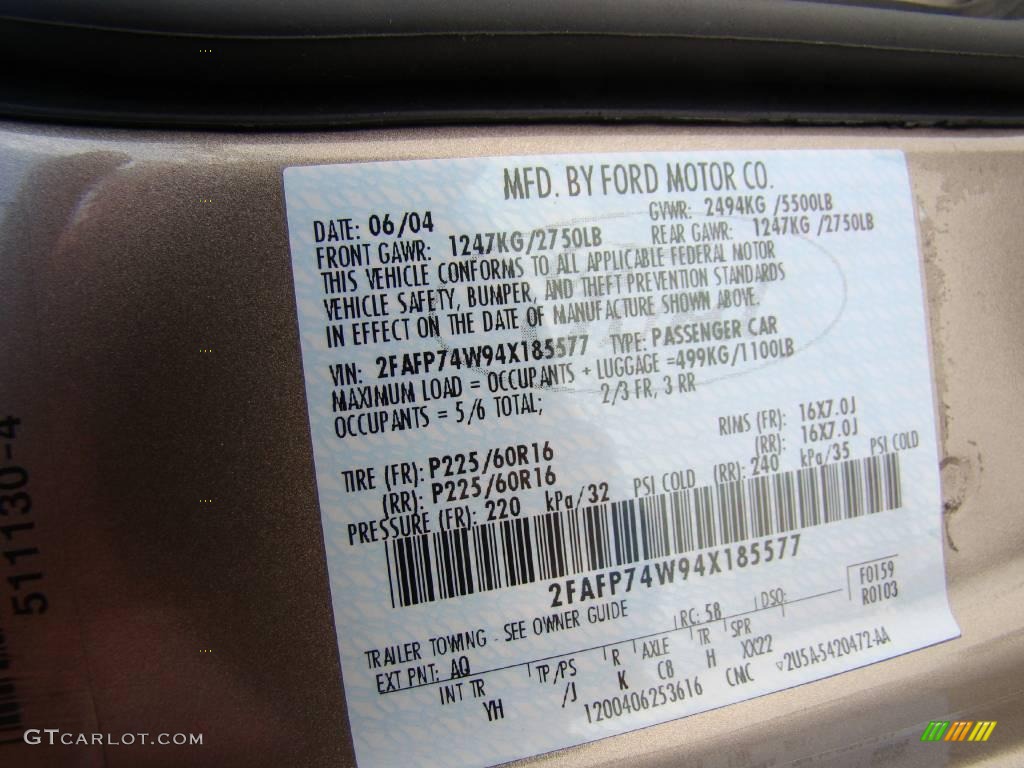 MFD. BY FORD MOTOR CO.
DATE: 06/04 GVWR: 2494KG /5500LB
FRONT GAWR: 1247KG/2750LB REAR GAWR: 1247KG /2750LB
THIS VEHICLE CONFORMS TO ALL APPLICABLE FEDERAL MOTOR
VEHICLE SAFETY, BUMPER, AND THEFT PREVENTION STANDARDS
IN EFFECT ON THE DATE OF MANUFACTURE SHOWN ABOVE.
VIN: 2FAFP74W94X185577 TYPE: PASSENGER CAR
MAXIMUM LOAD = OCCUPANTS + LUGGAGE =499KG/1100LB
OCCUPANTS = 5/6 TOTAL; 2/3 FR, 3 RR
TIRE (FR): P225/60R16 RIMS (FR): 16X7.0J
(RR): P225/60R16 (RR): 16X7.0J
PRESSURE (FR): 220 kPa/32 PSI COLD (RR): 240 kPa/35 PSI COLD
2FAFP74W94X185577
TRAILER TOWING - SEE OWNER GUIDE
EXT PNT: AQ RC: 58 DSO: F0159
R0103
INT TR TP/PS R AXLE TR SPR
YH /J K C8 H XX22
1200406253616 CMC 2U5A-5420472-AA
511130-4
GTCARLOT.COM